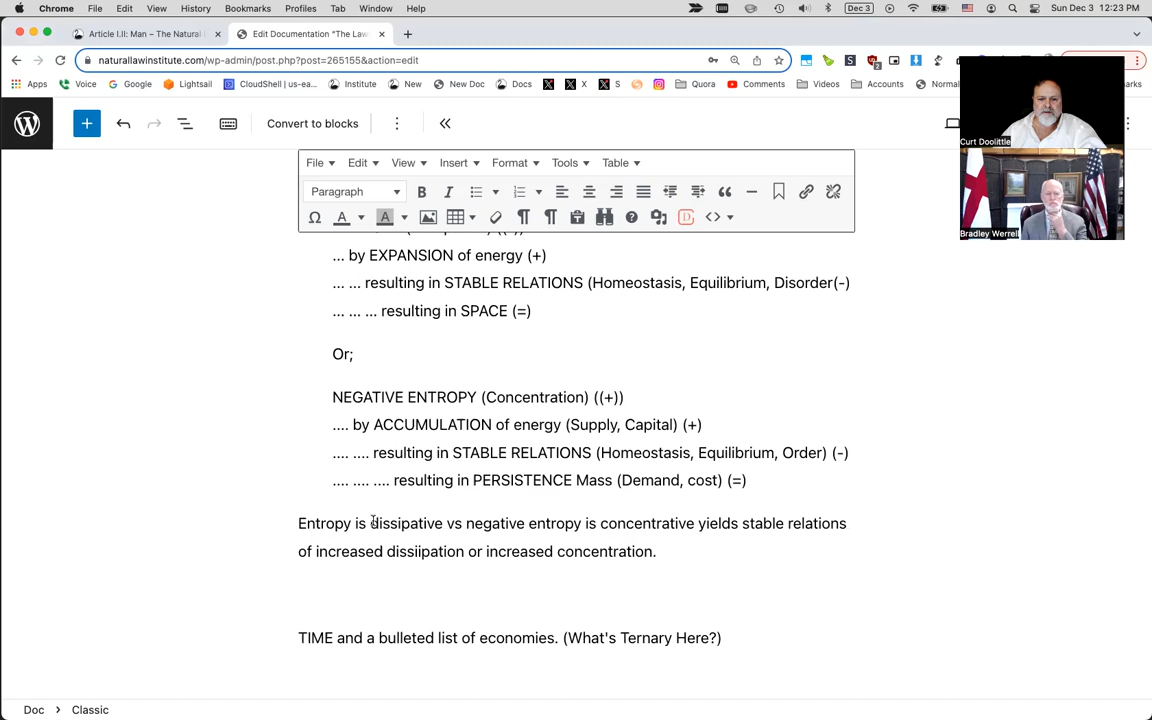 Chrome File Edit View History Bookmarks Profiles Tab Window Help Dec 3 Sun Dec 3 12:23 PM
Article I.II: Man – The Natural Edit Documentation “The Law
naturallawinstitute.com/wp-admin/post.php?post=265155&action=edit
Apps Voice Google Lightsail CloudShell | us-ea... Institute New New Doc Docs X S Quora Comments Videos Accounts Normal marks
Convert to blocks
Curt Doolittle
Bradley Werrell
File Edit View Insert Format Tools Table
Paragraph B I
... by EXPANSION of energy (+)
... ... resulting in STABLE RELATIONS (Homeostasis, Equilibrium, Disorder(-)
... ... ... resulting in SPACE (=)
Or;
NEGATIVE ENTROPY (Concentration) ((+))
.... by ACCUMULATION of energy (Supply, Capital) (+)
.... .... resulting in STABLE RELATIONS (Homeostasis, Equilibrium, Order) (-)
.... .... .... resulting in PERSISTENCE Mass (Demand, cost) (=)
Entropy is dissipative vs negative entropy is concentrative yields stable relations
of increased dissiipation or increased concentration.
TIME and a bulleted list of economies. (What's Ternary Here?)
Doc > Classic